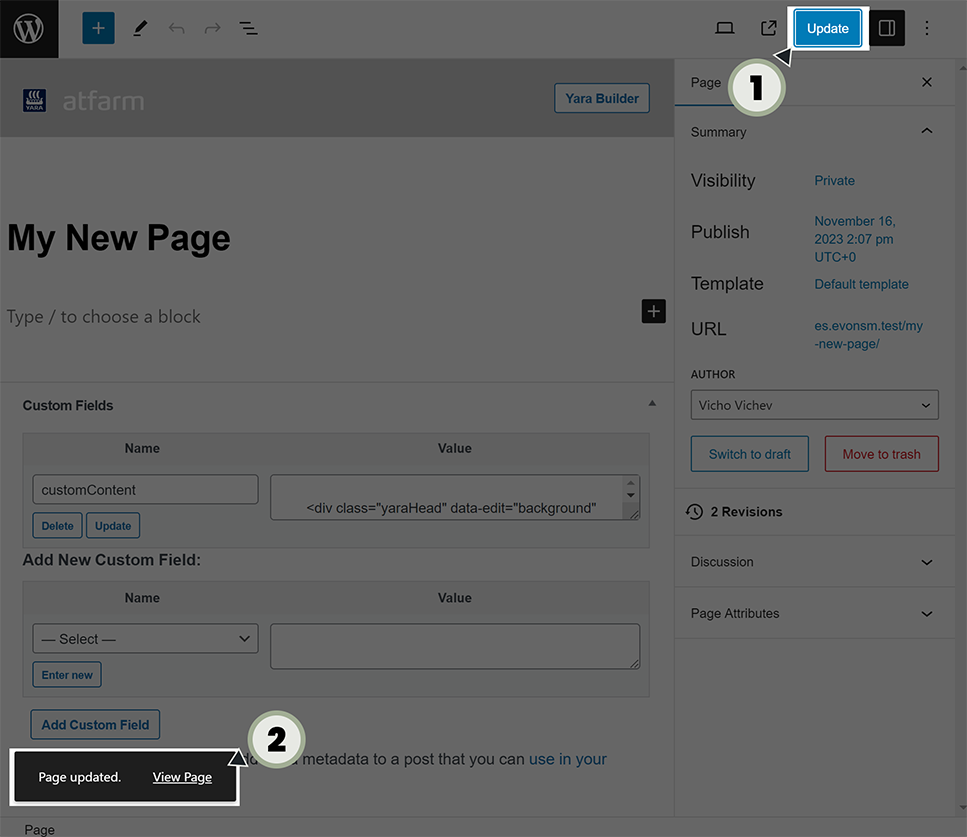 Update
1
YARA
atfarm
Yara Builder
Page
Summary
Visibility
Private
Publish
November 16,
2023 2:07 pm
UTC+0
Template
Default template
URL
es.evonsm.test/my
-new-page/
AUTHOR
Vicho Vichev
Switch to draft
Move to trash
2 Revisions
Discussion
Page Attributes
My New Page
Type / to choose a block
Custom Fields
Name
Value
customContent
<div class="yaraHead" data-edit="background"
Delete
Update
Add New Custom Field:
Name
Value
— Select —
Enter new
Add Custom Field
2
metadata to a post that you can use in your
Page updated.
View Page
Page